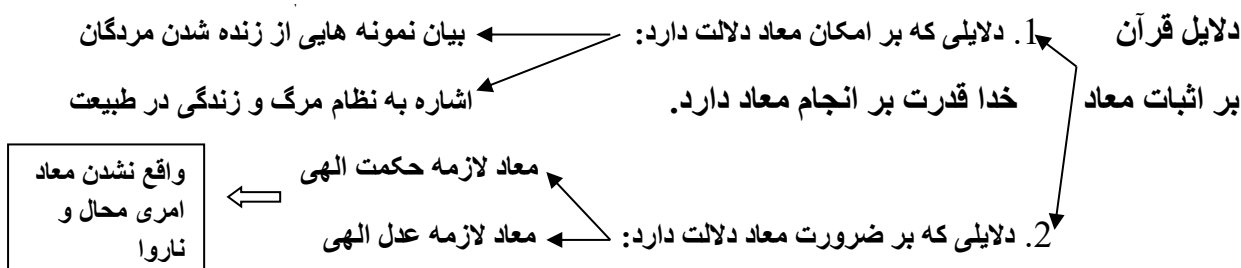 دلایل قرآن
بر اثبات معاد
1. دلایلی که بر امکان معاد دلالت دارد:
خدا قدرت بر انجام معاد دارد.
بیان نمونه هایی از زنده شدن مردگان
اشاره به نظام مرگ و زندگی در طبیعت
2. دلایلی که بر ضرورت معاد دلالت دارد:
معاد لازمه حکمت الهی
معاد لازمه عدل الهی
واقع نشدن معاد
امری محال و
ناروا